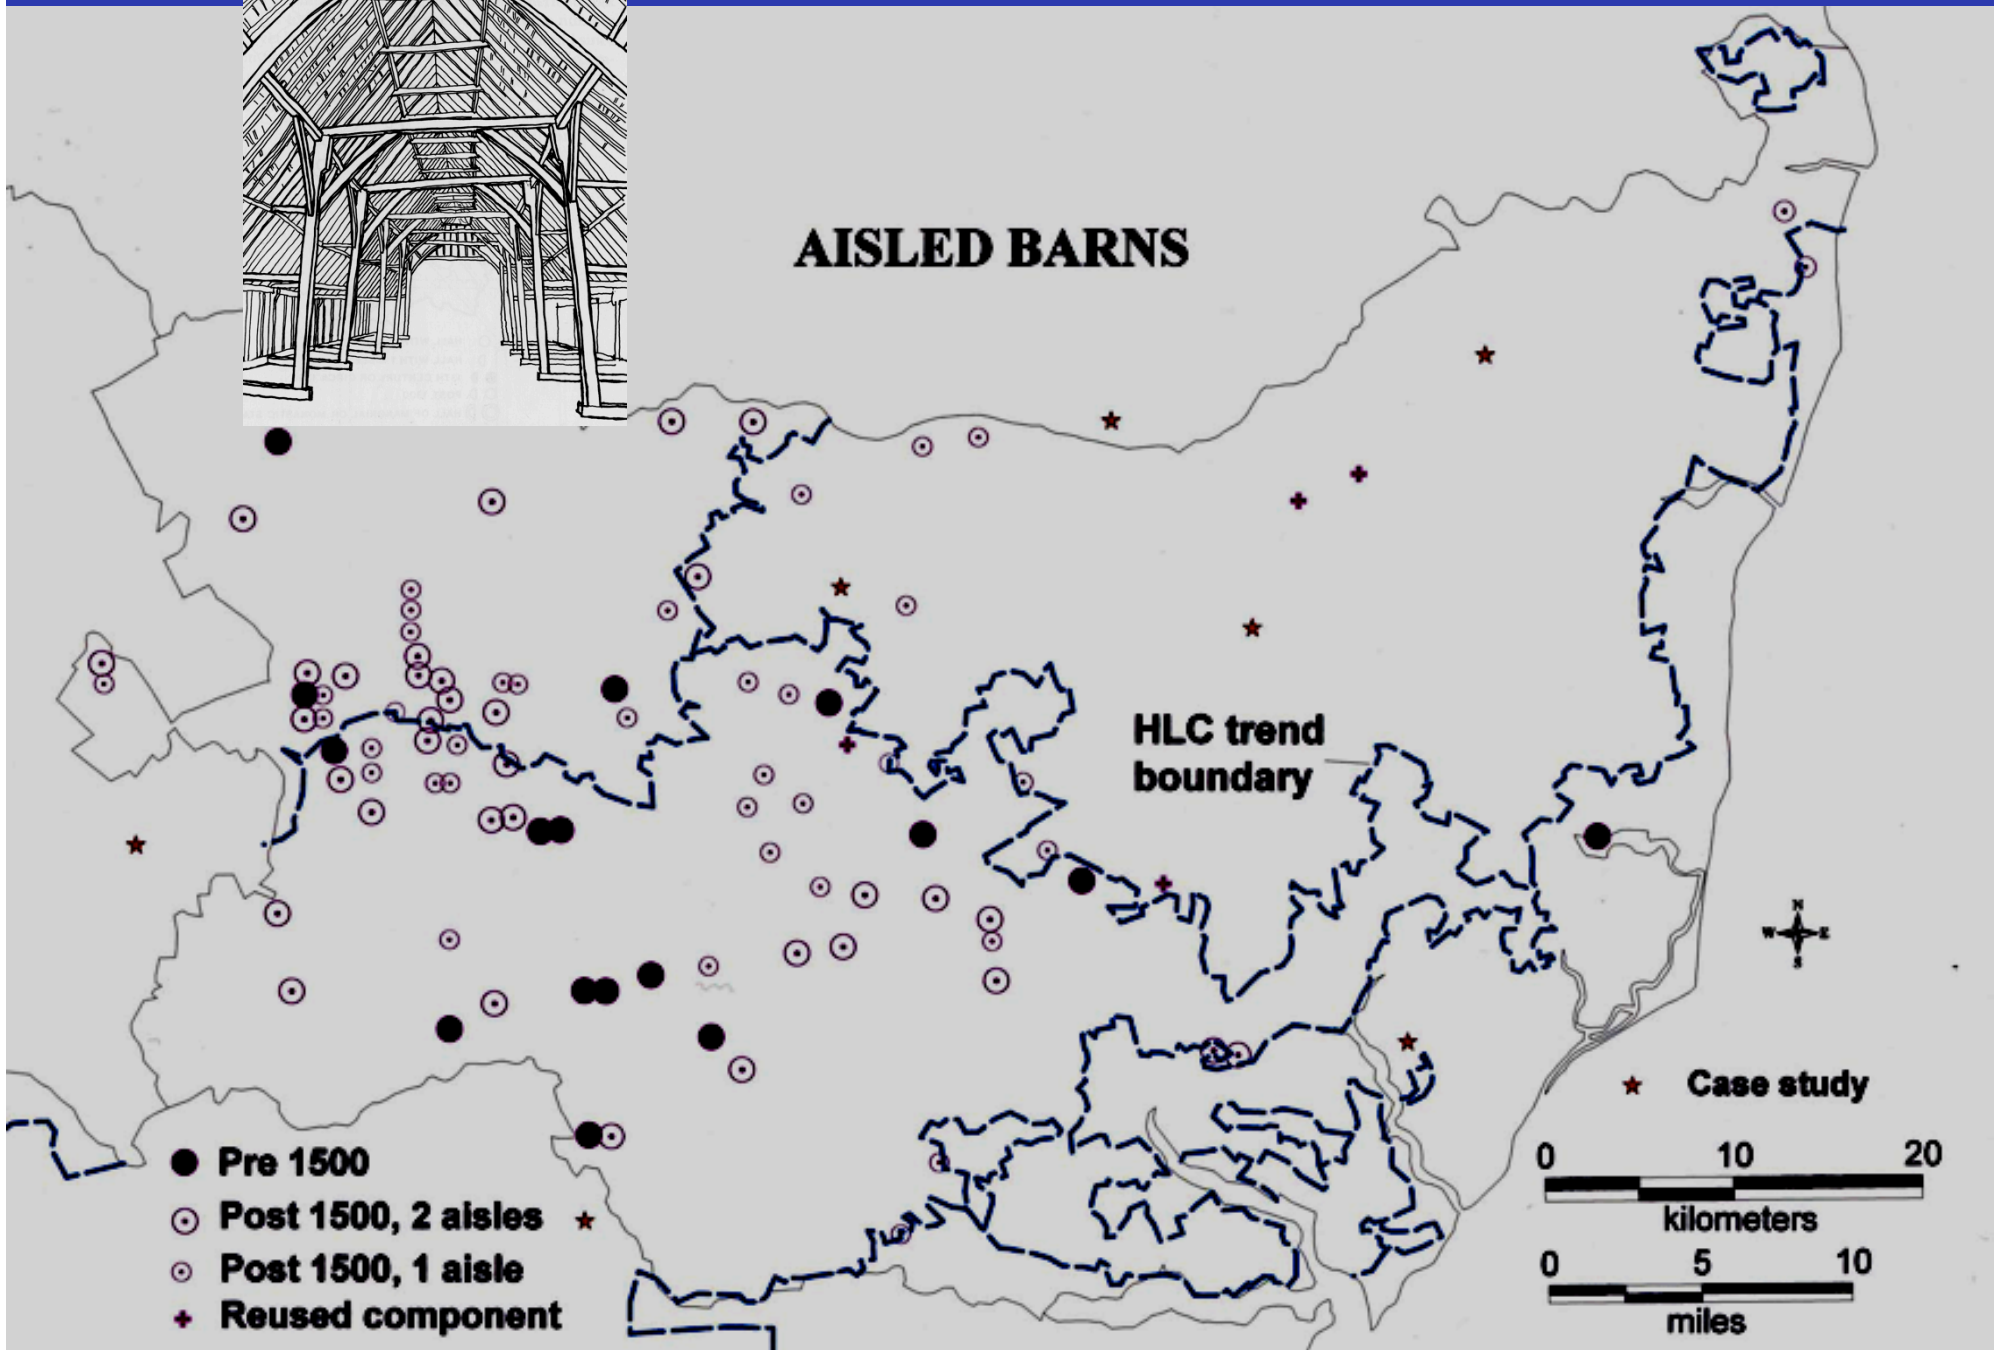 AISLED BARNS
HLC trend
boundary
N
W E
S
Case study
Pre 1500
Post 1500, 2 aisles
Post 1500, 1 aisle
Reused component
0 10 20
kilometers
0 5 10
miles